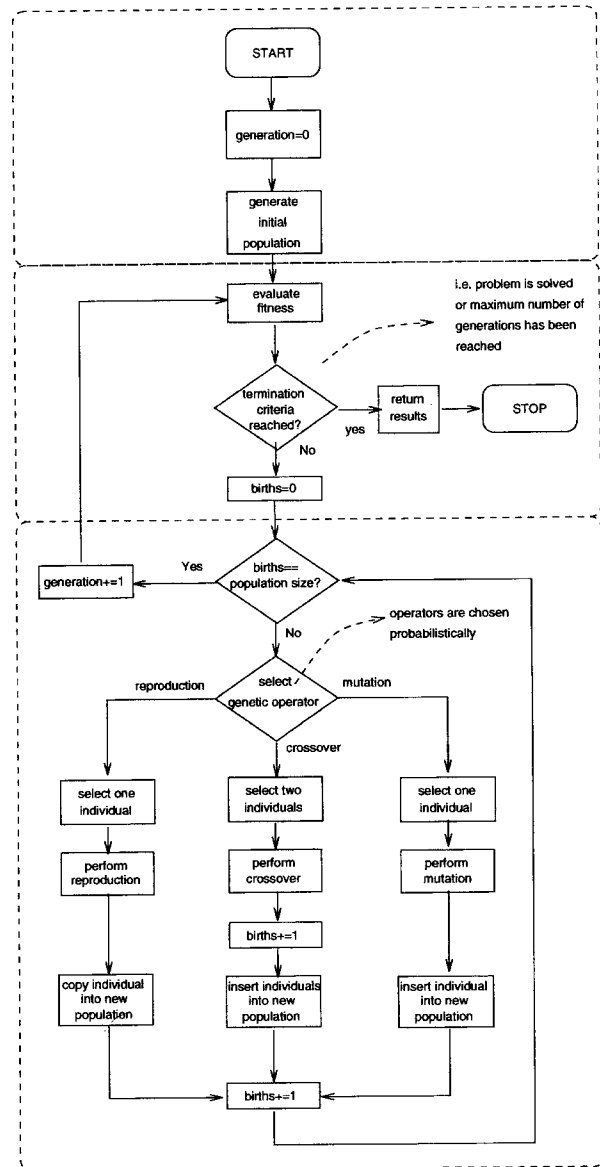 START
generation=0
generate
initial
population
evaluate
fitness
i.e. problem is solved
or maximum number of
generations has been
reached
termination
criteria
reached?
yes
return
results
STOP
No
births=0
births==
population size?
Yes
generation+=1
No
operators are chosen
probabilistically
select
genetic operator
reproduction
mutation
crossover
select one
individual
select two
individuals
select one
individual
perform
reproduction
perform
crossover
perform
mutation
births+=1
copy individual
into new
population
insert individuals
into new
population
insert individual
into new
population
births+=1